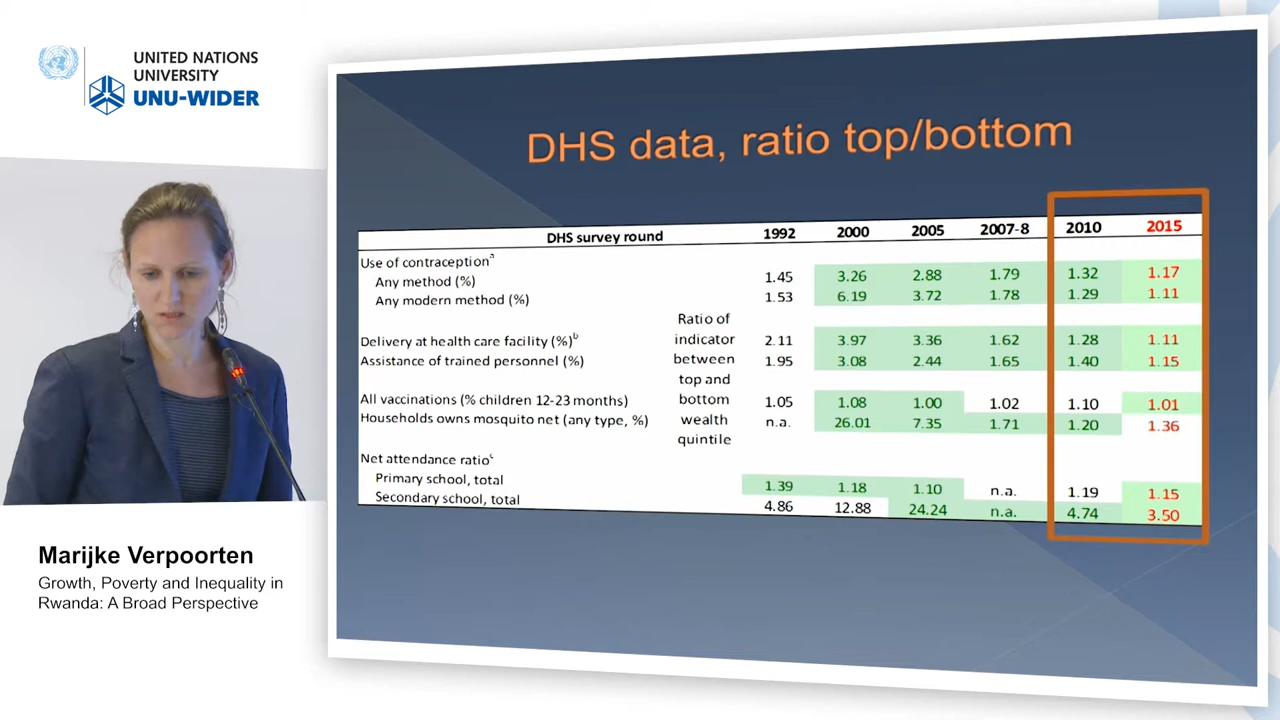 UNITED NATIONS
UNIVERSITY
UNU-WIDER
DHS data, ratio top/bottom
DHS survey round 1992 2000 2005 2007-8 2010 2015
Use of contraceptionᵃ
Any method (%) 1.45 3.26 2.88 1.79 1.32 1.17
Any modern method (%) 1.53 6.19 3.72 1.78 1.29 1.11
Ratio of
indicator
between
top and
bottom
wealth
quintile
Delivery at health care facility (%)ᵇ 2.11 3.97 3.36 1.62 1.28 1.11
Assistance of trained personnel (%) 1.95 3.08 2.44 1.65 1.40 1.15
All vaccinations (% children 12-23 months) 1.05 1.08 1.00 1.02 1.10 1.01
Households owns mosquito net (any type, %) n.a. 26.01 7.35 1.71 1.20 1.36
Net attendance ratioᶜ
Primary school, total 1.39 1.18 1.10 n.a. 1.19 1.15
Secondary school, total 4.86 12.88 24.24 n.a. 4.74 3.50
Marijke Verpoorten
Growth, Poverty and Inequality in
Rwanda: A Broad Perspective